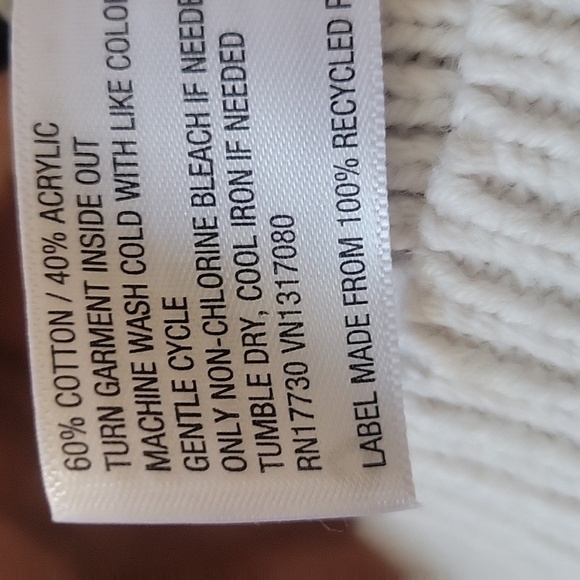 60% COTTON / 40% ACRYLIC
TURN GARMENT INSIDE OUT
MACHINE WASH COLD WITH LIKE
GENTLE CYCLE
ONLY NON-CHLORINE BLEACH IF
TUMBLE DRY, COOL IRON IF NEEDED
RN17730 VN1317080
LABEL MADE FROM 100% RECYCLED